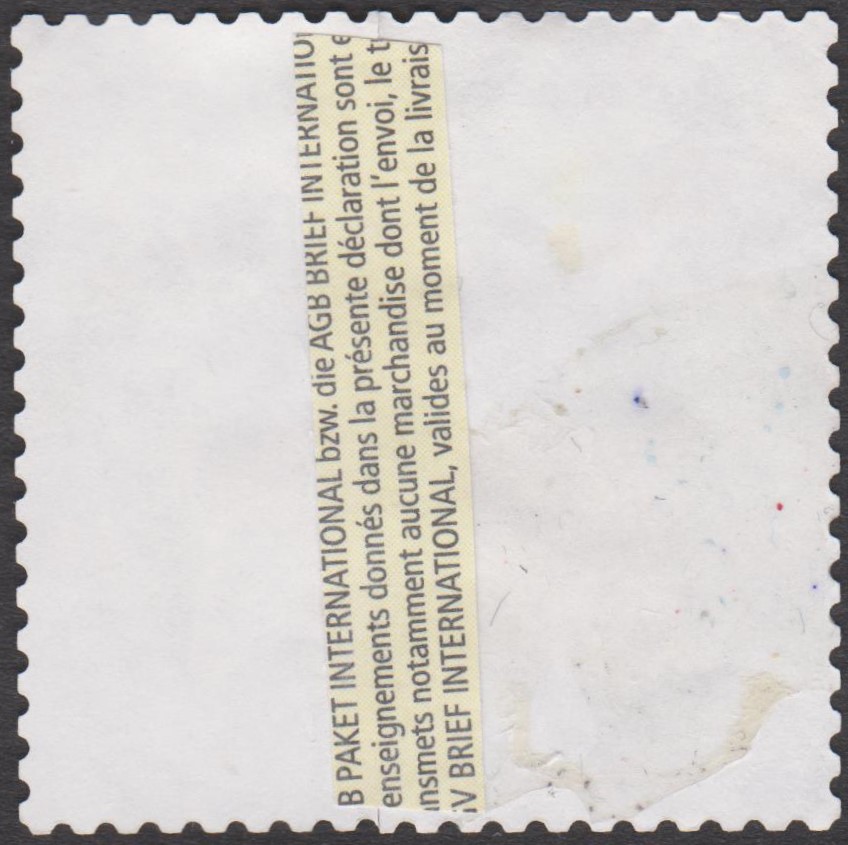 B PAKET INTERNATIONAL bzw. die AGB BRIEF INTERNATIO
enseignements donnés dans la présente déclaration sont e
nsmets notamment aucune marchandise dont l'envoi, le t
V BRIEF INTERNATIONAL, valides au moment de la livrais